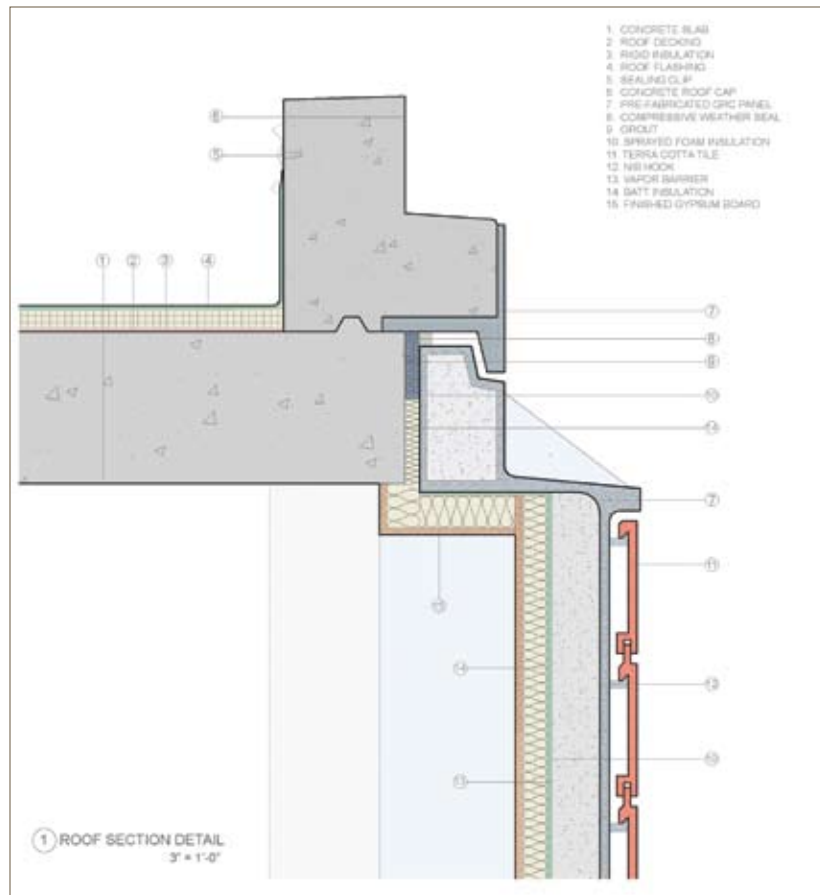 1. CONCRETE SLAB
2. ROOF DECKING
3. RIGID INSULATION
4. ROOF FLASHING
5. SEALING CLIP
6. CONCRETE ROOF CAP
7. PRE-FABRICATED GRC PANEL
8. COMPRESSIVE WEATHER SEAL
9. GROUT
10. SPRAYED FOAM INSULATION
11. TERRA COTTA TILE
12. NIB HOOK
13. VAPOR BARRIER
14. BATT INSULATION
15. FINISHED GYPSUM BOARD
6
5
1 2 3 4
7
8
9
10
14
7
11
15
14
12
10
13
1 ROOF SECTION DETAIL
3" = 1'-0"